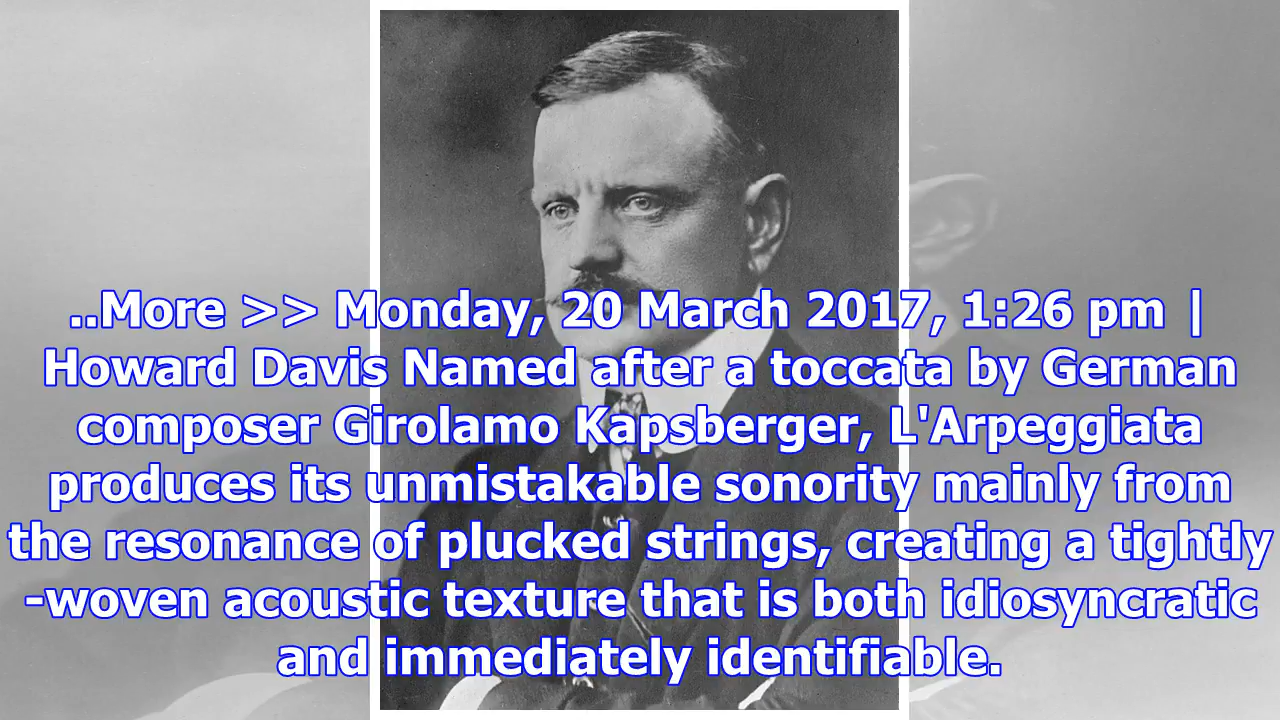 ..More >> Monday, 20 March 2017, 1:26 pm |
Howard Davis Named after a toccata by German
composer Girolamo Kapsberger, L'Arpeggiata
produces its unmistakable sonority mainly from
the resonance of plucked strings, creating a tightly
-woven acoustic texture that is both idiosyncratic
and immediately identifiable.